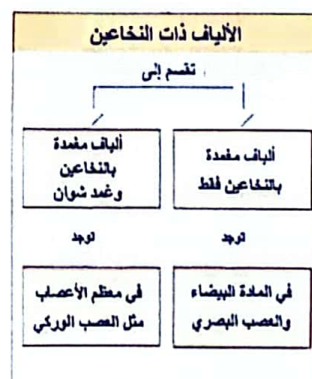 الألياف ذات النخاعين
تقسم إلى
ألياف مغمدة
بالنخاعين فقط
ألياف مغمدة
بالنخاعين
وغمد شوان
توجد
توجد
في المادة البيضاء
والعصب البصري
في معظم الأعصاب
مثل العصب الوركي